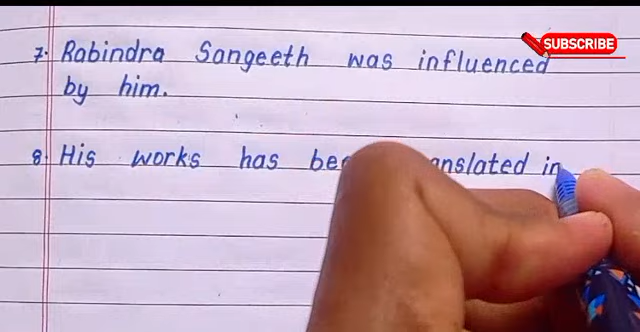 SUBSCRIBE
7. Rabindra Sangeeth was influenced
by him.
8. His works has in